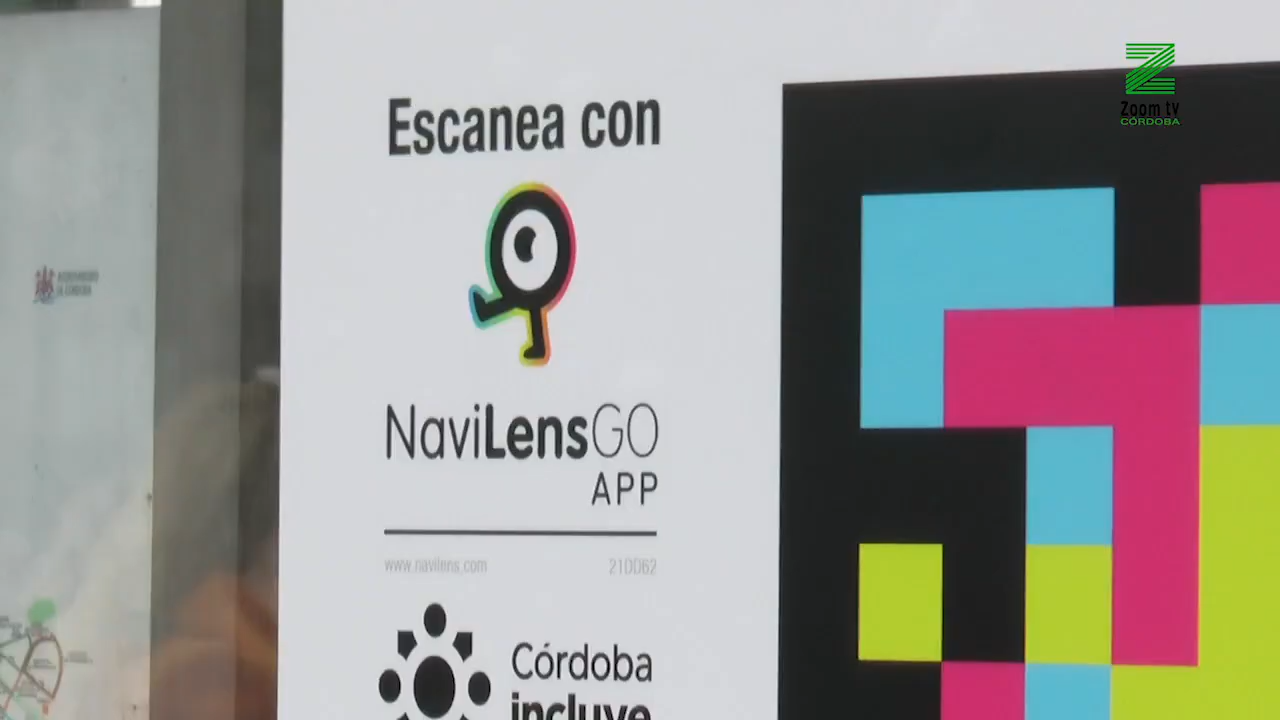 Escanea con
NaviLensGO
APP
www.navilens.com 21DD62
Córdoba
incluye
Zoom tv
CÓRDOBA